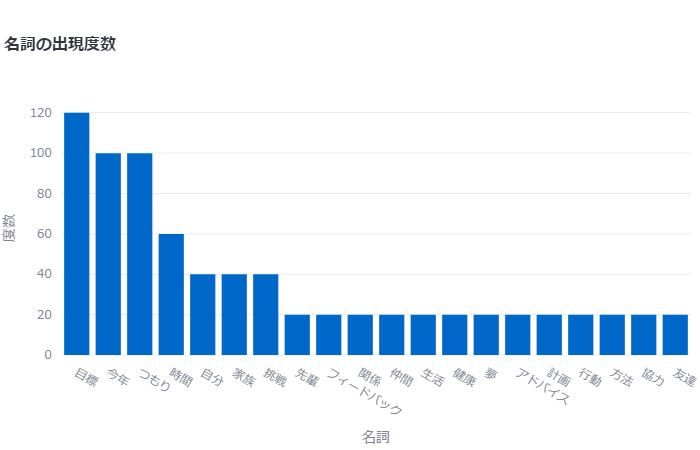 名詞の出現度数
120
100
80
60
40
20
0
度数
目標
今年
つもり
時間
自分
家族
挑戦
先輩
フィードバック
関係
仲間
生活
健康
夢
アドバイス
計画
行動
方法
協力
友達
名詞